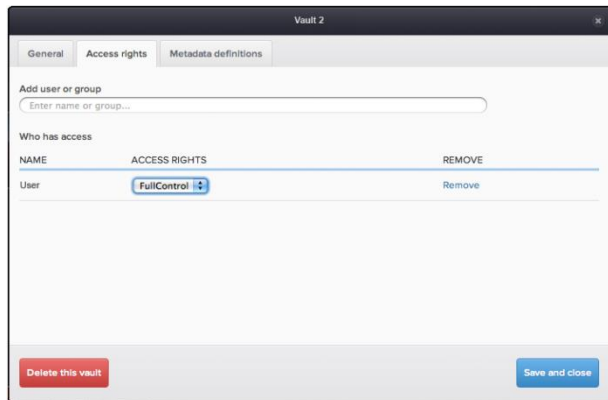 Vault 2
General Access rights Metadata definitions
Add user or group
Enter name or group...
Who has access
NAME ACCESS RIGHTS REMOVE
User FullControl Remove
Delete this vault Save and close